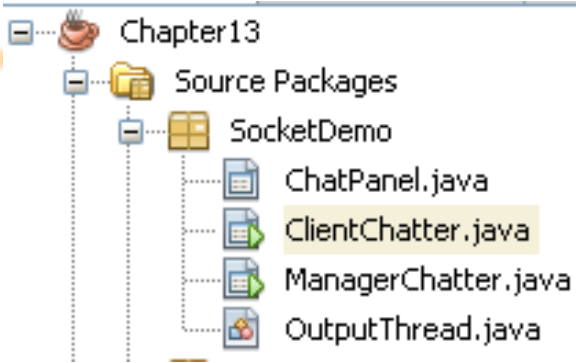 Chapter13
Source Packages
SocketDemo
ChatPanel.java
ClientChatter.java
ManagerChatter.java
OutputThread.java